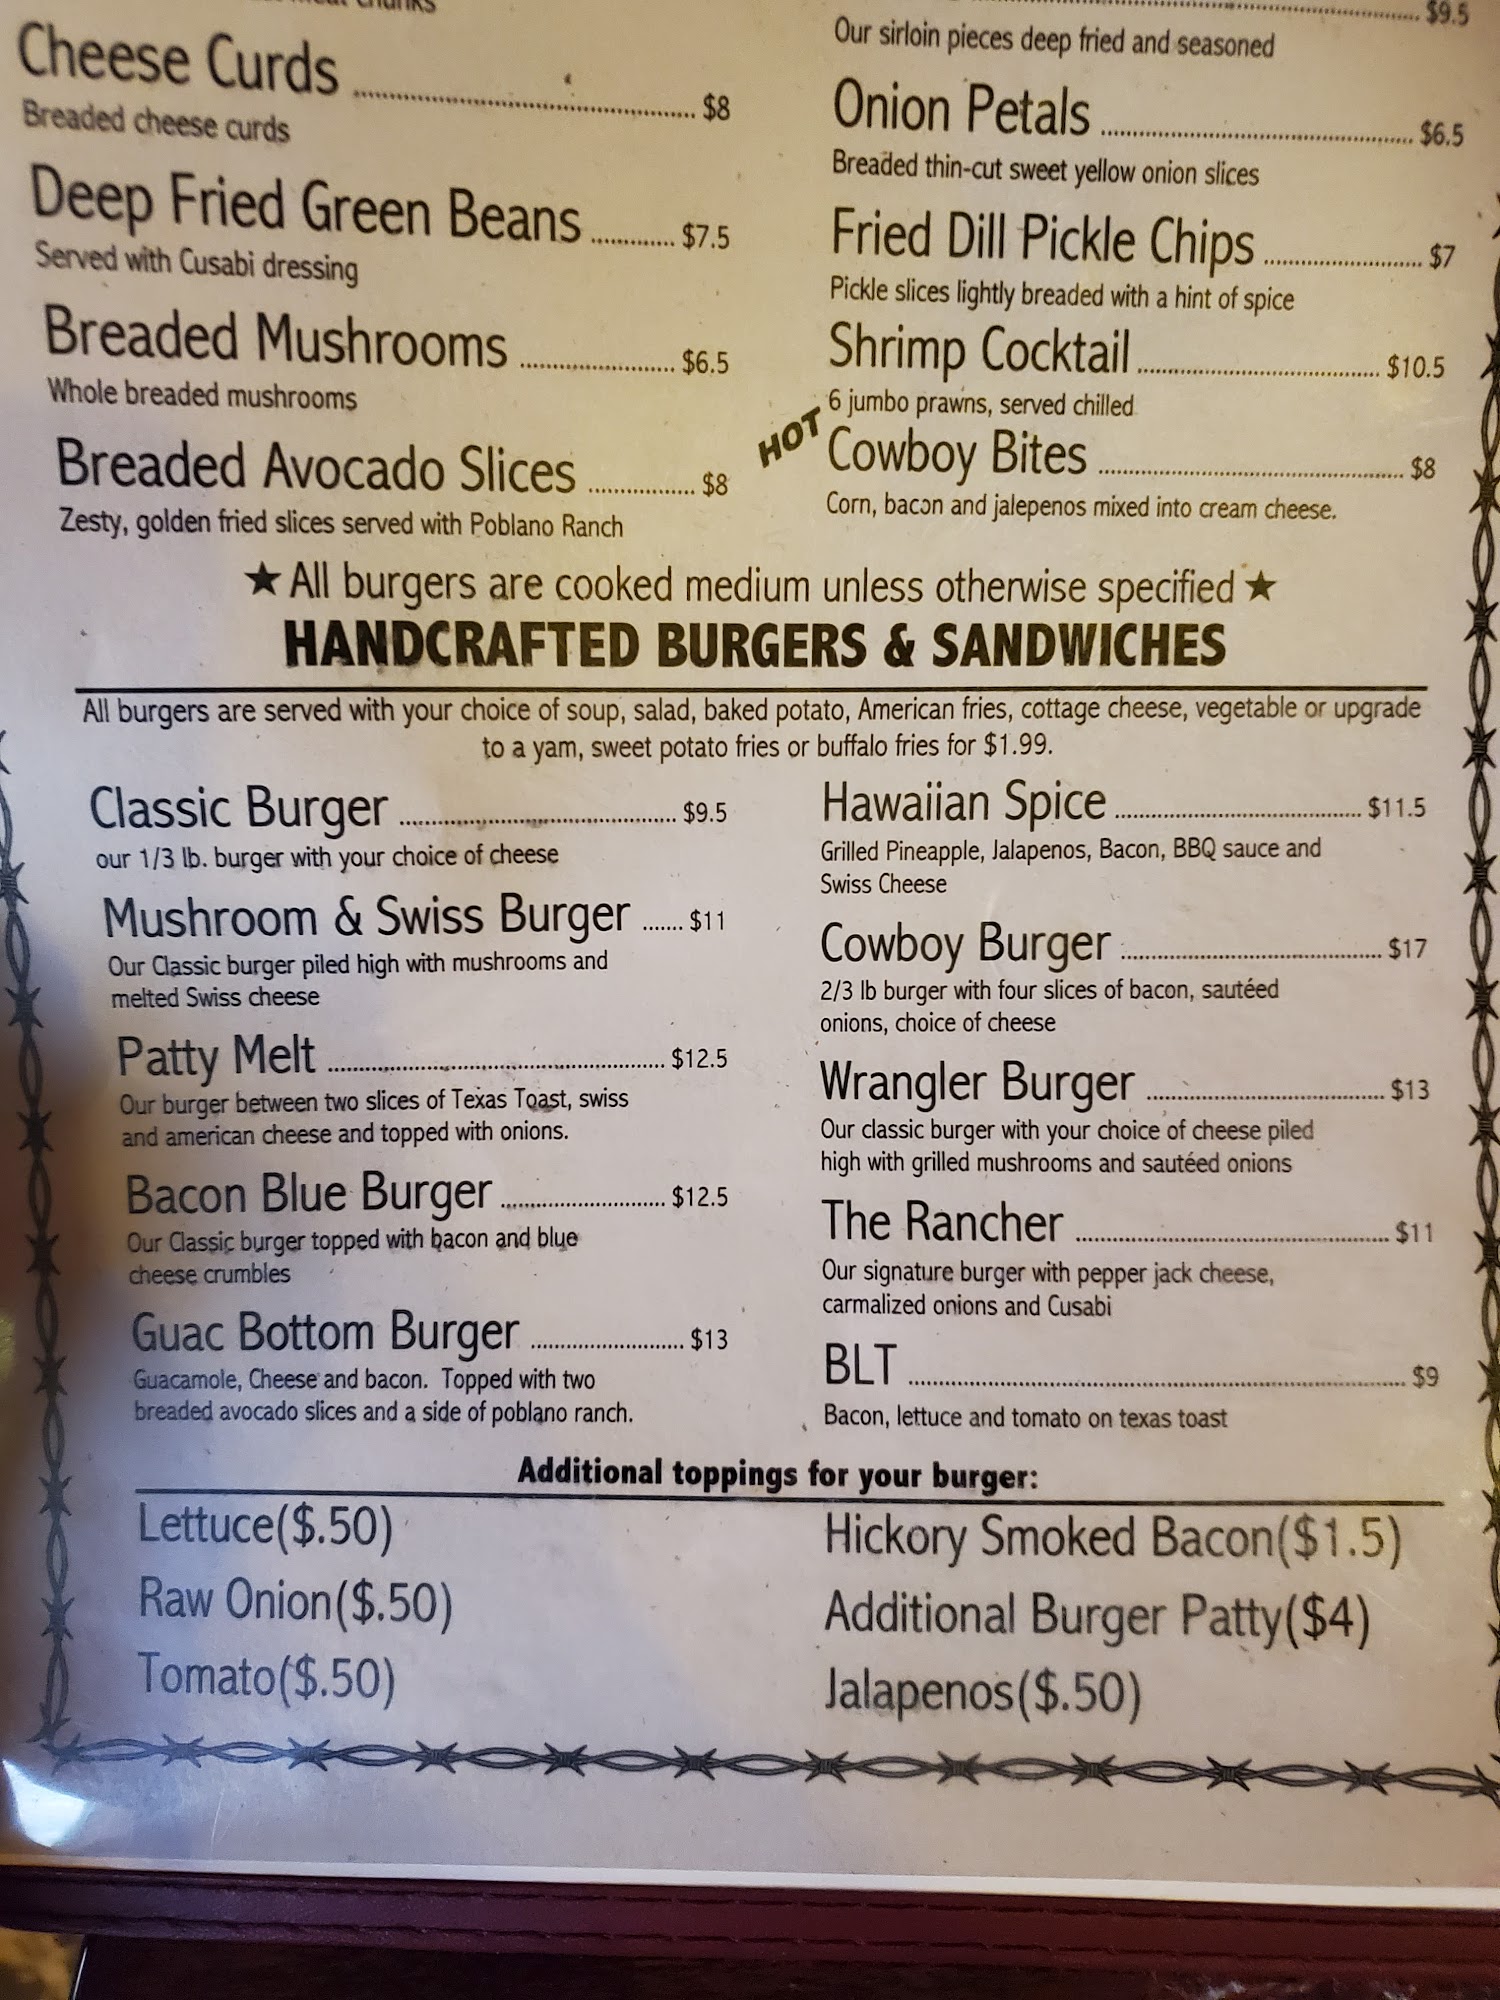 Cheese Curds ........ $8
Breaded cheese curds
Deep Fried Green Beans ........ $7.5
Served with Cusabi dressing
Breaded Mushrooms ........ $6.5
Whole breaded mushrooms
Breaded Avocado Slices ........ $8
Zesty, golden fried slices served with Poblano Ranch
$9.5
Our sirloin pieces deep fried and seasoned
Onion Petals ........ $6.5
Breaded thin-cut sweet yellow onion slices
Fried Dill Pickle Chips ........ $7
Pickle slices lightly breaded with a hint of spice
Shrimp Cocktail ........ $10.5
6 jumbo prawns, served chilled
HOT
Cowboy Bites ........ $8
Corn, bacon and jalepenos mixed into cream cheese.
★ All burgers are cooked medium unless otherwise specified ★
HANDCRAFTED BURGERS & SANDWICHES
All burgers are served with your choice of soup, salad, baked potato, American fries, cottage cheese, vegetable or upgrade
to a yam, sweet potato fries or buffalo fries for $1.99.
Classic Burger ........ $9.5
our 1/3 lb. burger with your choice of cheese
Mushroom & Swiss Burger ........ $11
Our Classic burger piled high with mushrooms and
melted Swiss cheese
Patty Melt ........ $12.5
Our burger between two slices of Texas Toast, swiss
and american cheese and topped with onions.
Bacon Blue Burger ........ $12.5
Our Classic burger topped with bacon and blue
cheese crumbles
Guac Bottom Burger ........ $13
Guacamole, Cheese and bacon. Topped with two
breaded avocado slices and a side of poblano ranch.
Hawaiian Spice ........ $11.5
Grilled Pineapple, Jalapenos, Bacon, BBQ sauce and
Swiss Cheese
Cowboy Burger ........ $17
2/3 lb burger with four slices of bacon, sautéed
onions, choice of cheese
Wrangler Burger ........ $13
Our classic burger with your choice of cheese piled
high with grilled mushrooms and sautéed onions
The Rancher ........ $11
Our signature burger with pepper jack cheese,
carmalized onions and Cusabi
BLT ........ $9
Bacon, lettuce and tomato on texas toast
Additional toppings for your burger:
Lettuce($.50)
Raw Onion($.50)
Tomato($.50)
Hickory Smoked Bacon($1.5)
Additional Burger Patty($4)
Jalapenos($.50)